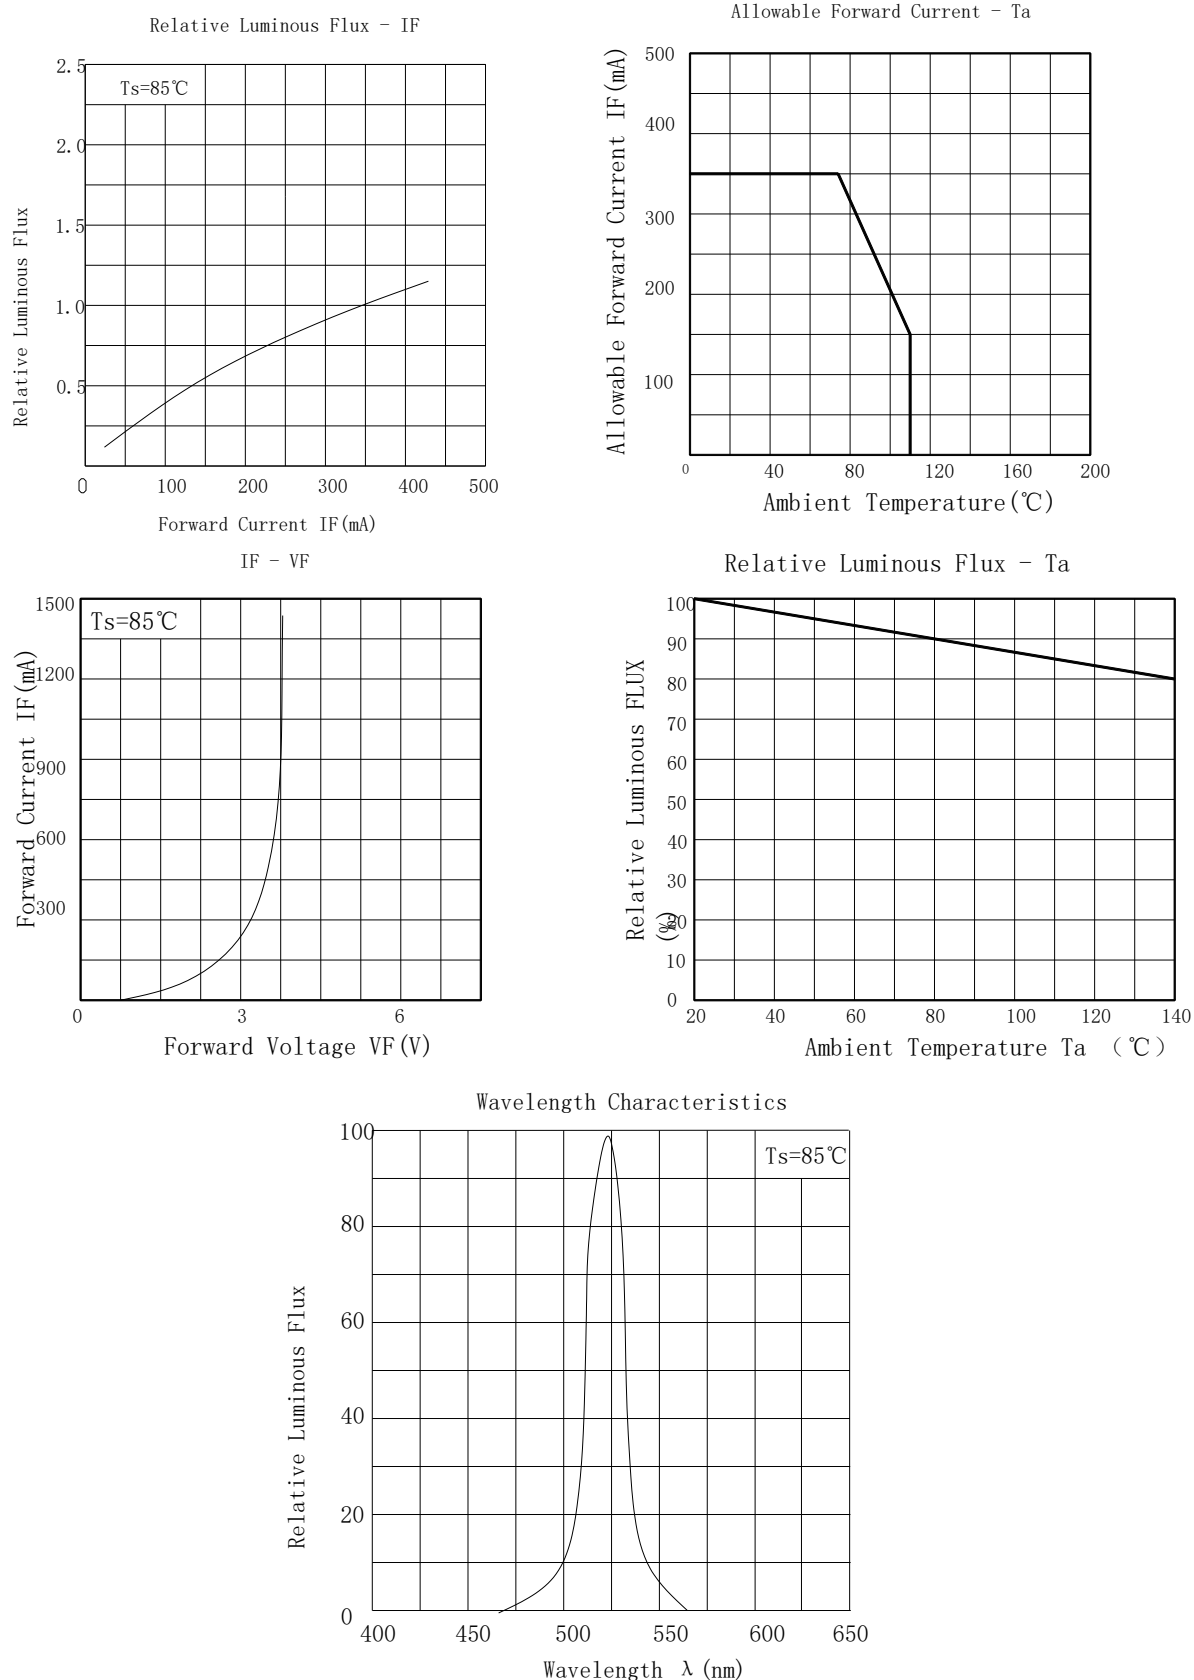 Relative Luminous Flux - IF
2.5
Ts=85℃
2.0
1.5
1.0
0.5
Relative Luminous Flux
0 100 200 300 400 500
Forward Current IF(mA)
Allowable Forward Current - Ta
500
400
300
200
100
Allowable Forward Current IF(mA)
0 40 80 120 160 200
Ambient Temperature(℃)
IF - VF
1500
Ts=85℃
1200
900
600
300
Forward Current IF(mA)
0 3 6
Forward Voltage VF(V)
Relative Luminous Flux - Ta
100
90
80
70
60
50
40
30
20
10
0
Relative Luminous FLUX
(%)
20 40 60 80 100 120 140
Ambient Temperature Ta （℃）
Wavelength Characteristics
100
Ts=85℃
80
60
40
20
0
Relative Luminous Flux
400 450 500 550 600 650
Wavelength λ(nm)